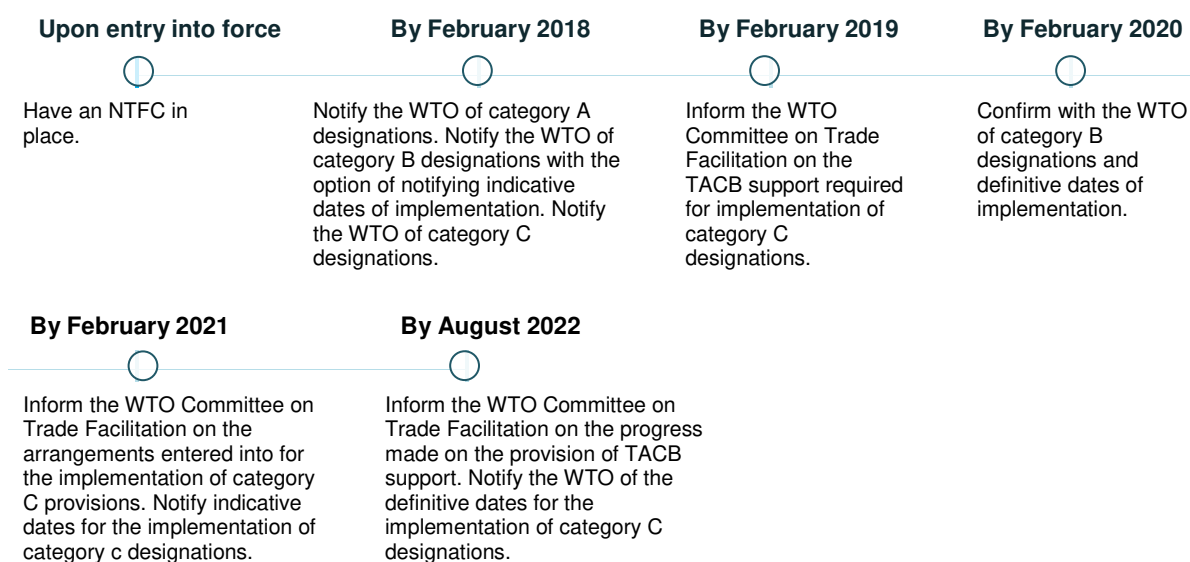 Upon entry into force
Have an NTFC in
place.
By February 2018
Notify the WTO of category A
designations. Notify the WTO of
category B designations with the
option of notifying indicative
dates of implementation. Notify
the WTO of category C
designations.
By February 2019
Inform the WTO
Committee on Trade
Facilitation on the
TACB support required
for implementation of
category C
designations.
By February 2020
Confirm with the WTO
of category B
designations and
definitive dates of
implementation.
By February 2021
Inform the WTO Committee on
Trade Facilitation on the
arrangements entered into for
the implementation of category
C provisions. Notify indicative
dates for the implementation of
category c designations.
By August 2022
Inform the WTO Committee on
Trade Facilitation on the progress
made on the provision of TACB
support. Notify the WTO of the
definitive dates for the
implementation of category C
designations.